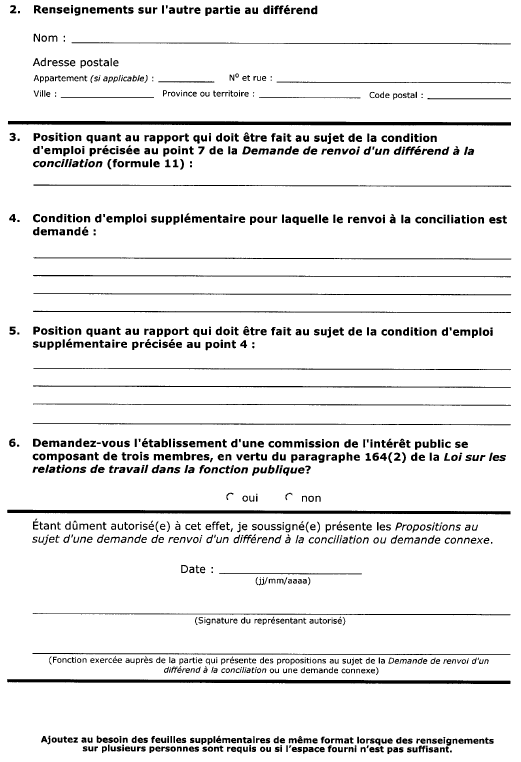 2. Renseignements sur l'autre partie au différend
Nom :
Adresse postale
Appartement (si applicable) : Nº et rue :
Ville : Province ou territoire : Code postal :
3. Position quant au rapport qui doit être fait au sujet de la condition
d'emploi précisée au point 7 de la Demande de renvoi d'un différend à la
conciliation (formule 11) :
4. Condition d'emploi supplémentaire pour laquelle le renvoi à la conciliation est
demandé :
5. Position quant au rapport qui doit être fait au sujet de la condition d'emploi
supplémentaire précisée au point 4 :
6. Demandez-vous l'établissement d'une commission de l'intérêt public se
composant de trois membres, en vertu du paragraphe 164(2) de la Loi sur les
relations de travail dans la fonction publique?
oui non
Étant dûment autorisé(e) à cet effet, je soussigné(e) présente les Propositions au
sujet d'une demande de renvoi d'un différend à la conciliation ou demande connexe.
Date :
(jj/mm/aaaa)
(Signature du représentant autorisé)
(Fonction exercée auprès de la partie qui présente des propositions au sujet de la Demande de renvoi d'un
différend à la conciliation ou une demande connexe)
Ajoutez au besoin des feuilles supplémentaires de même format lorsque des renseignements
sur plusieurs personnes sont requis ou si l'espace fourni n'est pas suffisant.